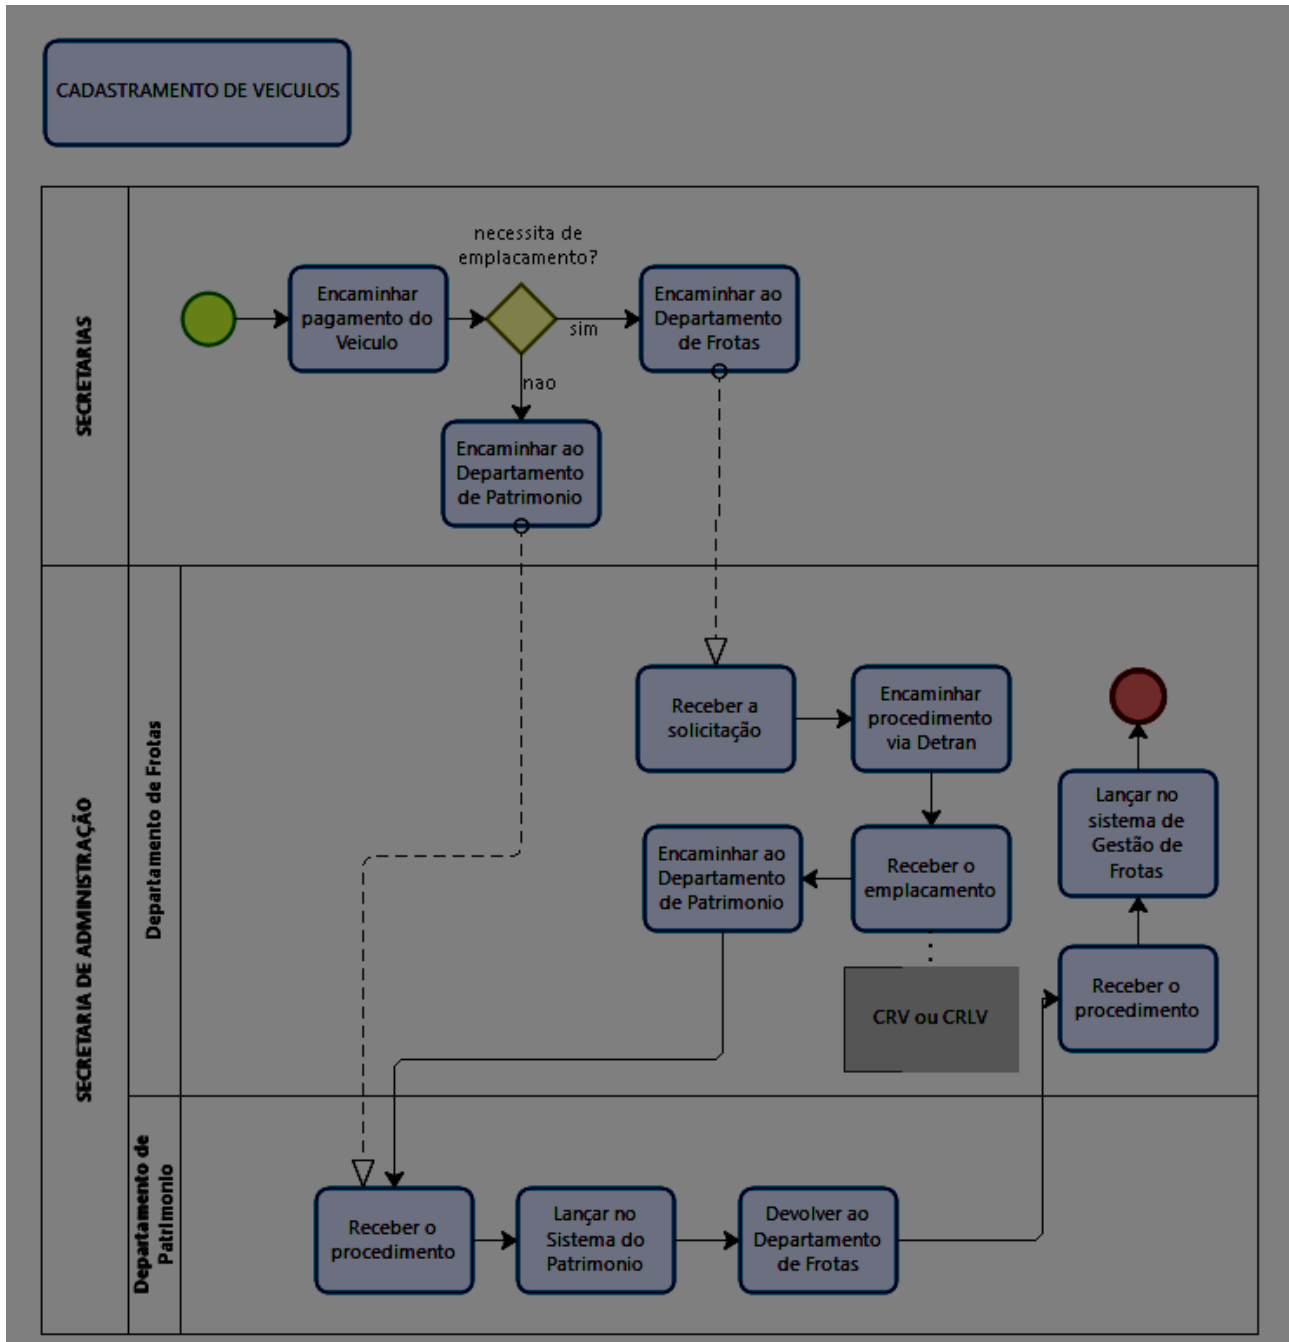 CADASTRAMENTO DE VEICULOS
SECRETARIAS
necessita de
emplacamento?
Encaminhar
pagamento do
Veiculo
sim
Encaminhar ao
Departamento
de Frotas
nao
Encaminhar ao
Departamento
de Patrimonio
SECRETARIA DE ADMINISTRAÇÃO
Departamento de Frotas
Receber a
solicitação
Encaminhar
procedimento
via Detran
Lançar no
sistema de
Gestão de
Frotas
Encaminhar ao
Departamento
de Patrimonio
Receber o
emplacamento
CRV ou CRLV
Receber o
procedimento
Departamento de
Patrimonio
Receber o
procedimento
Lançar no
Sistema do
Patrimonio
Devolver ao
Departamento
de Frotas